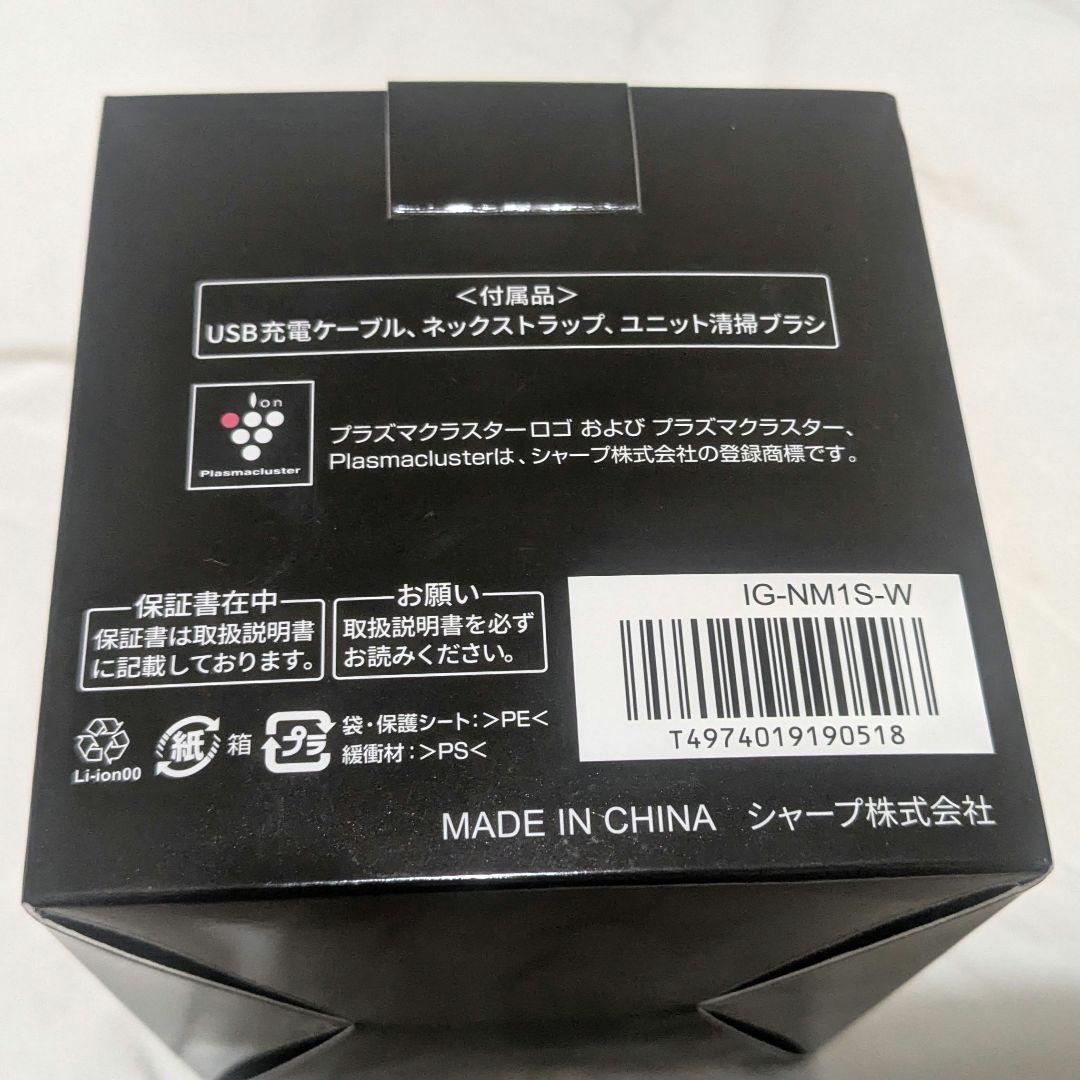 ＜付属品＞
USB充電ケーブル、ネックストラップ、ユニット清掃ブラシ
Ion
Plasmacluster
プラズマクラスターロゴ および プラズマクラスター、
Plasmaclusterは、シャープ株式会社の登録商標です。
保証書在中
保証書は取扱説明書
に記載しております。
お願い
取扱説明書を必ず
お読みください。
IG-NM1S-W
T4974019190518
Li-ion00
紙
箱
プラ
袋・保護シート：>PE<
緩衝材：>PS<
MADE IN CHINA シャープ株式会社